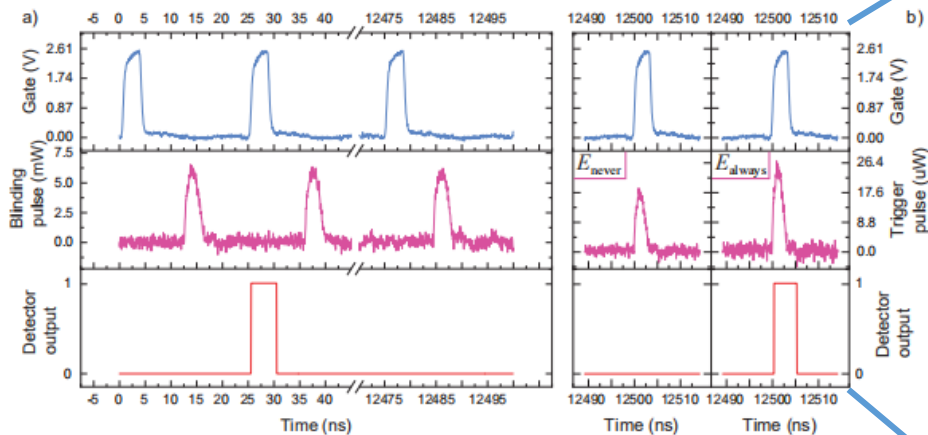 a)
-5 0 5 10 15 20 25 30 35 40 12475 12485 12495
12490 12500 12510 12490 12500 12510
b)
Gate (V)
2.61
1.74
0.87
0.00
2.61
1.74
0.87
0.00
Gate (V)
Blinding
pulse (mW)
7.5
5.0
2.5
0.0
E never
E always
26.4
17.6
8.8
0.0
Trigger
pulse (uW)
Detector
output
1
0
1
0
Detector
output
-5 0 5 10 15 20 25 30 35 40 12475 12485 12495
12490 12500 12510 12490 12500 12510
Time (ns)
Time (ns)
Time (ns)